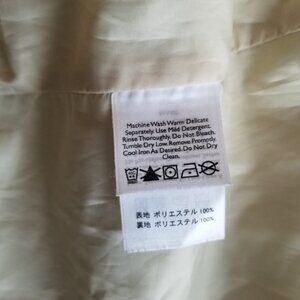 Machine Wash Warm Delicate
Separately. Use Mild Detergent.
Rinse Thoroughly. Do Not Bleach.
Tumble Dry Low. Remove Promptly.
Cool Iron As Desired. Do Not Dry
Clean.
表地 ポリエステル 100%
裏地 ポリエステル 100%